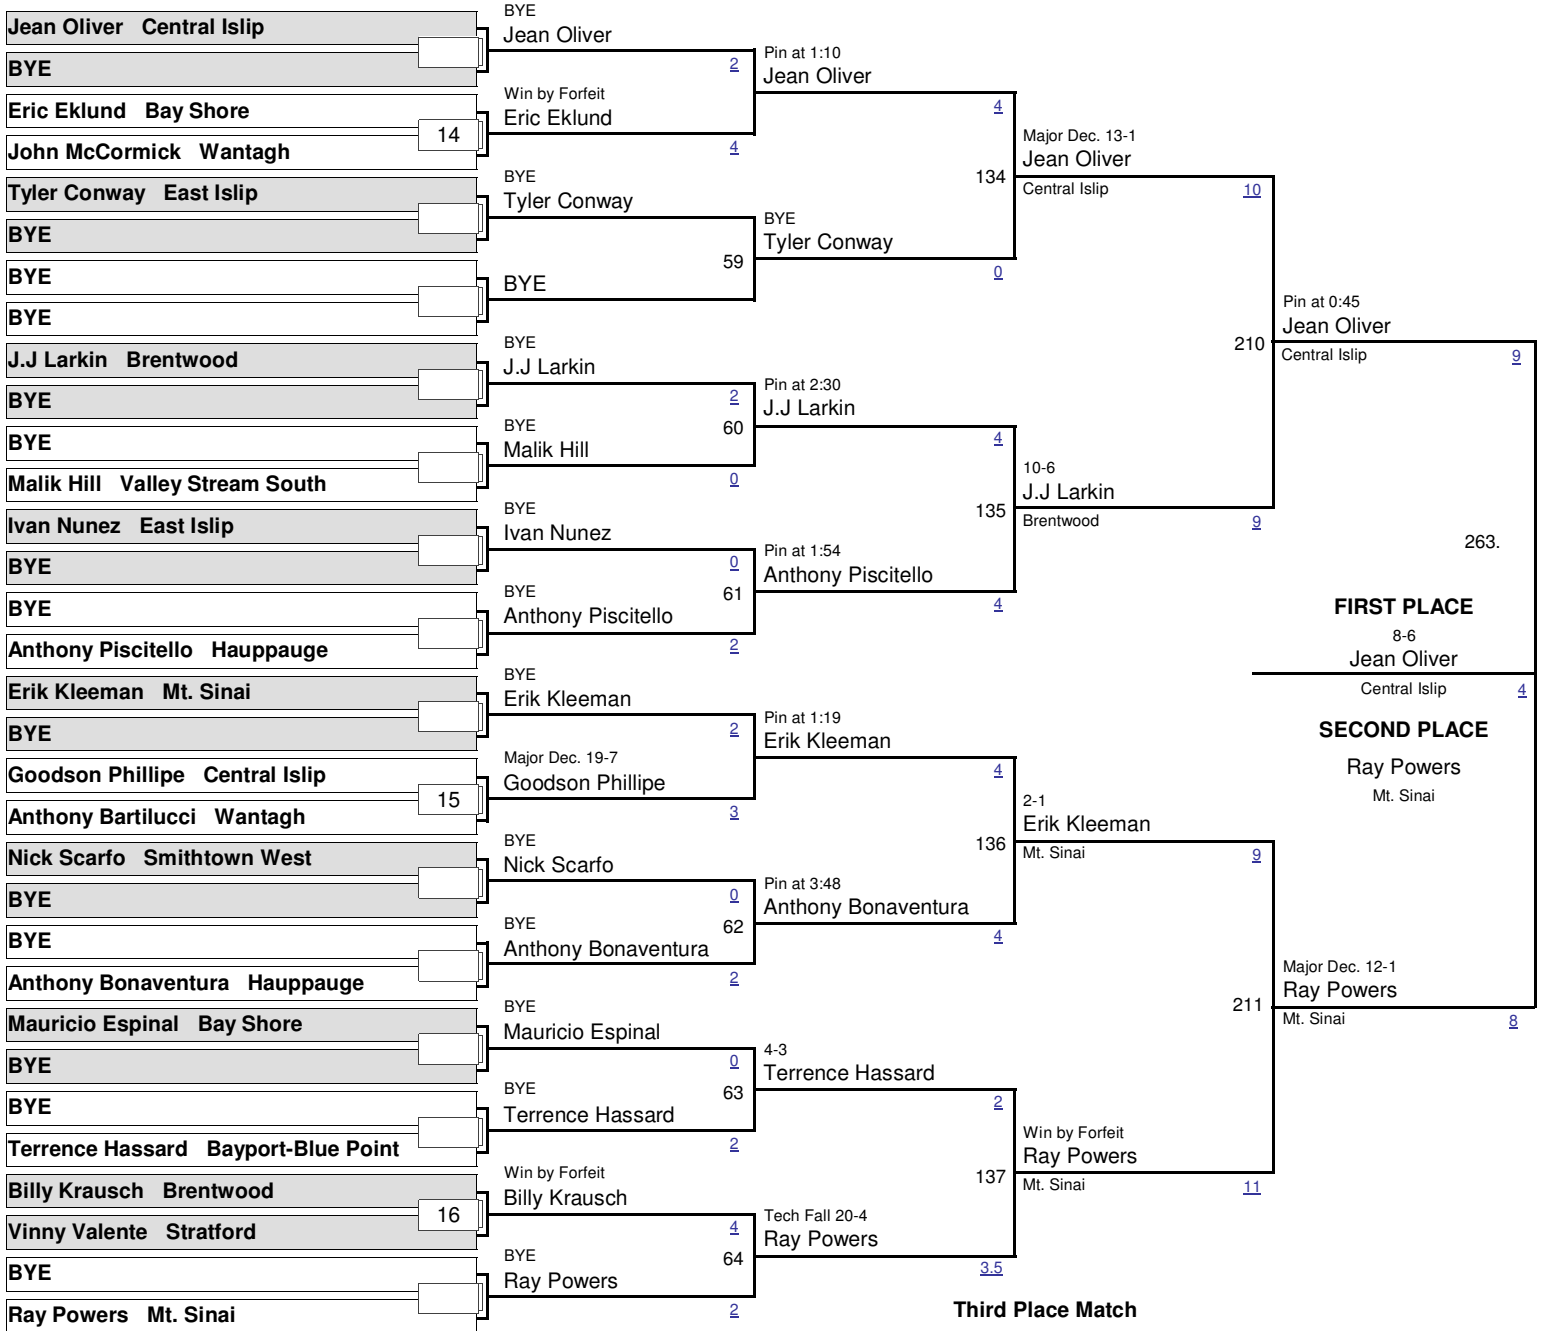 Jean Oliver Central Islip
BYE
Eric Eklund Bay Shore
14
John McCormick Wantagh
Tyler Conway East Islip
BYE
BYE
BYE
J.J Larkin Brentwood
BYE
BYE
Malik Hill Valley Stream South
Ivan Nunez East Islip
BYE
BYE
Anthony Piscitello Hauppauge
Erik Kleeman Mt. Sinai
BYE
Goodson Phillipe Central Islip
15
Anthony Bartilucci Wantagh
Nick Scarfo Smithtown West
BYE
BYE
Anthony Bonaventura Hauppauge
Mauricio Espinal Bay Shore
BYE
BYE
Terrence Hassard Bayport-Blue Point
Billy Krausch Brentwood
16
Vinny Valente Stratford
BYE
Ray Powers Mt. Sinai
BYE
Jean Oliver
2
Win by Forfeit
Eric Eklund
4
BYE
Tyler Conway
59
BYE
BYE
J.J Larkin
2
BYE
60
Malik Hill
0
BYE
Ivan Nunez
0
BYE
61
Anthony Piscitello
2
BYE
Erik Kleeman
2
Major Dec. 19-7
Goodson Phillipe
3
BYE
Nick Scarfo
0
BYE
62
Anthony Bonaventura
2
BYE
Mauricio Espinal
0
BYE
63
Terrence Hassard
2
Win by Forfeit
Billy Krausch
4
BYE
64
Ray Powers
2
Pin at 1:10
Jean Oliver
4
134
BYE
Tyler Conway
0
Pin at 2:30
J.J Larkin
4
135
Pin at 1:54
Anthony Piscitello
4
Pin at 1:19
Erik Kleeman
4
136
Pin at 3:48
Anthony Bonaventura
4
4-3
Terrence Hassard
2
137
Tech Fall 20-4
Ray Powers
3.5
Major Dec. 13-1
Jean Oliver
Central Islip
10
210
10-6
J.J Larkin
Brentwood
9
2-1
Erik Kleeman
Mt. Sinai
9
211
Win by Forfeit
Ray Powers
Mt. Sinai
11
Pin at 0:45
Jean Oliver
Central Islip
9
263.
FIRST PLACE
8-6
Jean Oliver
Central Islip
4
SECOND PLACE
Ray Powers
Mt. Sinai
Major Dec. 12-1
Ray Powers
Mt. Sinai
8
Third Place Match